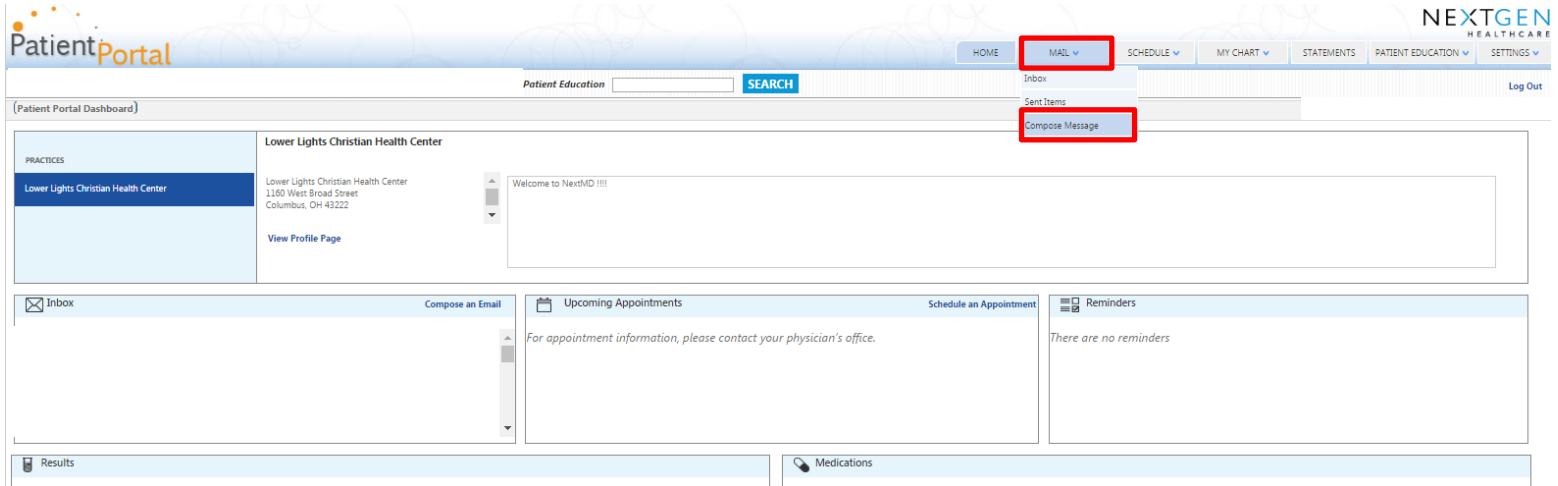 NEXTGEN
HEALTHCARE
PatientPortal
HOME MAIL SCHEDULE MY CHART STATEMENTS PATIENT EDUCATION SETTINGS
Inbox
Sent Items
Compose Message
Patient Education SEARCH
Log Out
(Patient Portal Dashboard)
PRACTICES
Lower Lights Christian Health Center
Lower Lights Christian Health Center
Lower Lights Christian Health Center
1160 West Broad Street
Columbus, OH 43222
View Profile Page
Welcome to NextMD !!!!
Inbox Compose an Email
Upcoming Appointments Schedule an Appointment
For appointment information, please contact your physician's office.
Reminders
There are no reminders
Results
Medications